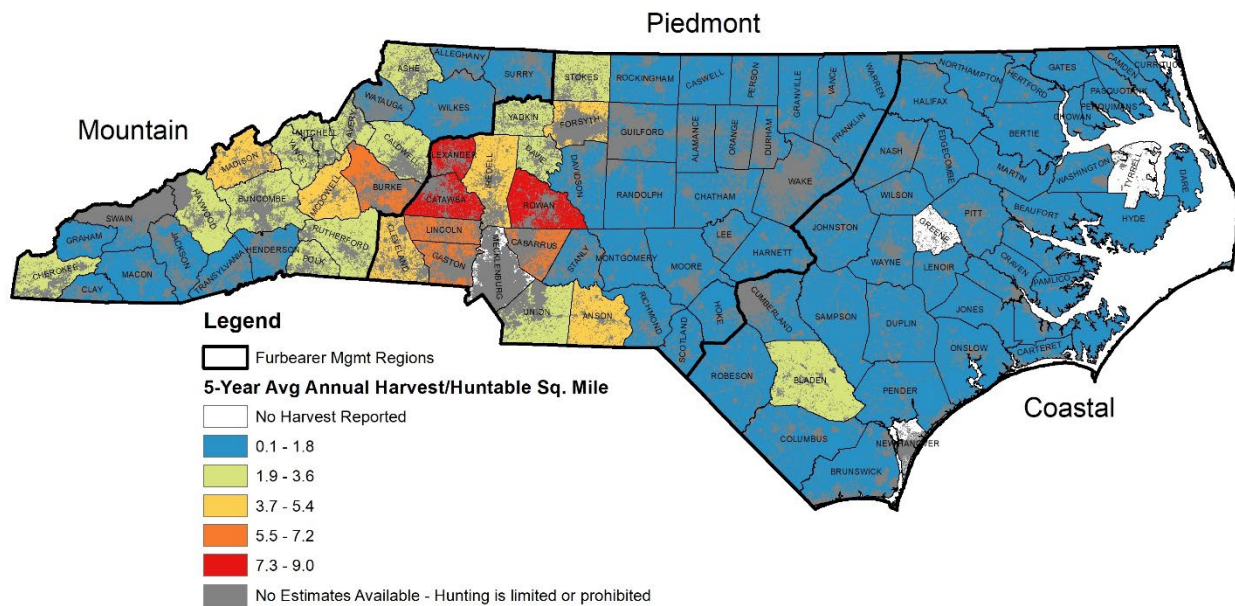 Piedmont
Mountain
Coastal
ALLEGHANY
ASHE
SURRY
STOKES
ROCKINGHAM
CASWELL
PERSON
GRANVILLE
VANCE
WARREN
NORTHAMPTON
HERTFORD
GATES
CAMDEN
CURRITUCK
PASQUOTANK
PERQUIMANS
CHOWAN
WATAUGA
WILKES
YADKIN
FORSYTH
GUILFORD
ALAMANCE
ORANGE
DURHAM
FRANKLIN
HALIFAX
BERTIE
MITCHELL
AVERY
YANCEY
CALDWELL
ALEXANDER
IREDELL
DAVIE
DAVIDSON
RANDOLPH
CHATHAM
WAKE
NASH
EDGECOMBE
MARTIN
WASHINGTON
TYRRELL
DARE
MADISON
BUNCOMBE
MCDOWELL
BURKE
CATAWBA
ROWAN
WILSON
PITT
BEAUFORT
HYDE
SWAIN
HAYWOOD
RUTHERFORD
LINCOLN
CABARRUS
STANLY
MONTGOMERY
MOORE
LEE
HARNETT
JOHNSTON
GREENE
WAYNE
LENOIR
CRAVEN
PAMLICO
GRAHAM
JACKSON
HENDERSON
POLK
CLEVELAND
GASTON
MECKLENBURG
CHEROKEE
MACON
CLAY
TRANSYLVANIA
UNION
ANSON
RICHMOND
SCOTLAND
HOKE
CUMBERLAND
SAMPSON
DUPLIN
JONES
ONSLOW
CARTERET
ROBESON
BLADEN
PENDER
COLUMBUS
NEW HANOVER
BRUNSWICK
Legend
Furbearer Mgmt Regions
5-Year Avg Annual Harvest/Huntable Sq. Mile
No Harvest Reported
0.1 - 1.8
1.9 - 3.6
3.7 - 5.4
5.5 - 7.2
7.3 - 9.0
No Estimates Available - Hunting is limited or prohibited